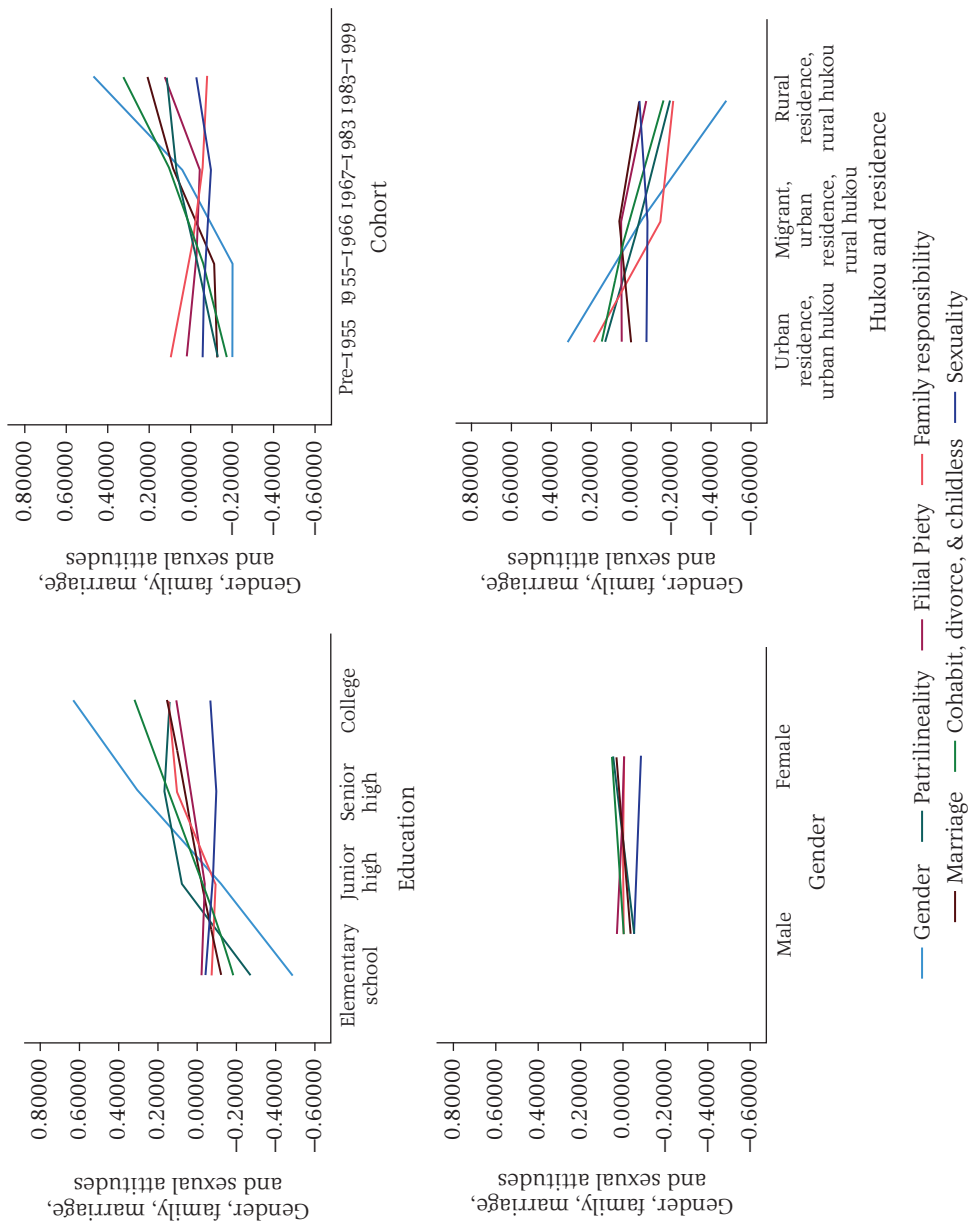 Gender, family, marriage,
and sexual attitudes
0.80000
0.60000
0.40000
0.20000
0.00000
−0.20000
−0.40000
−0.60000
Elementary
school
Junior
high
Senior
high
College
Education
Gender, family, marriage,
and sexual attitudes
0.80000
0.60000
0.40000
0.20000
0.00000
−0.20000
−0.40000
−0.60000
Pre–1955
1955–1966
1967–1983
1983–1999
Cohort
Gender, family, marriage,
and sexual attitudes
0.80000
0.60000
0.40000
0.20000
0.00000
−0.20000
−0.40000
−0.60000
Male
Female
Gender
Gender, family, marriage,
and sexual attitudes
0.80000
0.60000
0.40000
0.20000
0.00000
−0.20000
−0.40000
−0.60000
Urban
residence,
urban hukou
Migrant,
urban
residence,
rural hukou
Rural
residence,
rural hukou
Hukou and residence
Gender Patrilineality Filial Piety Family responsibility
Marriage Cohabit, divorce, & childless Sexuality